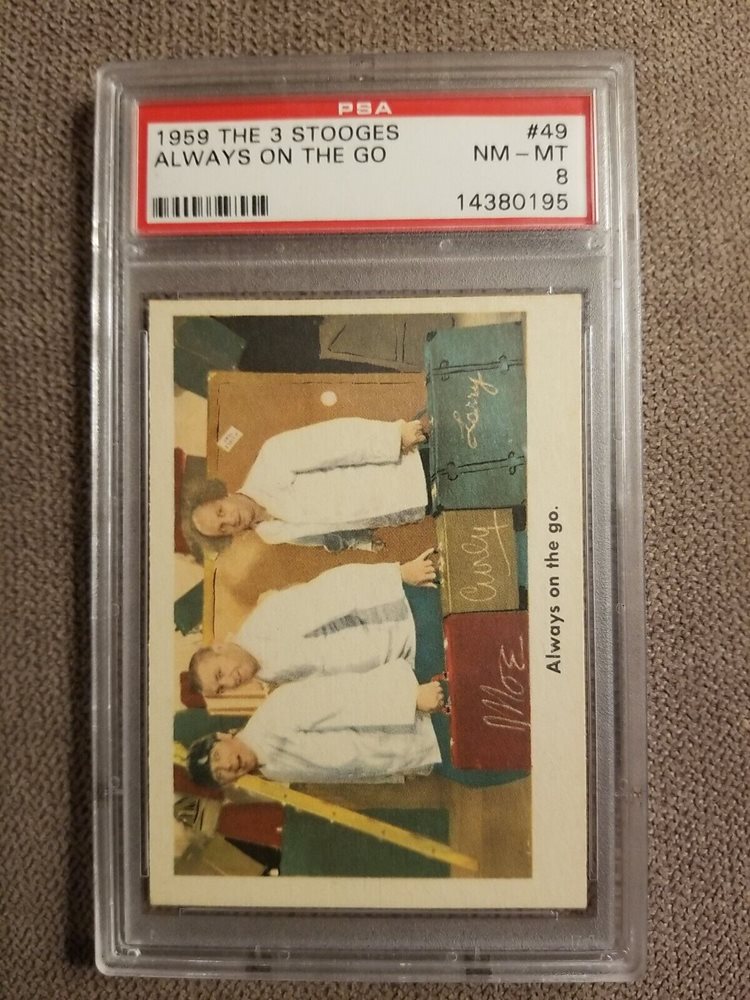 PSA
1959 THE 3 STOOGES #49
ALWAYS ON THE GO NM - MT
8
14380195
Larry
Curly
MOE
Always on the go.